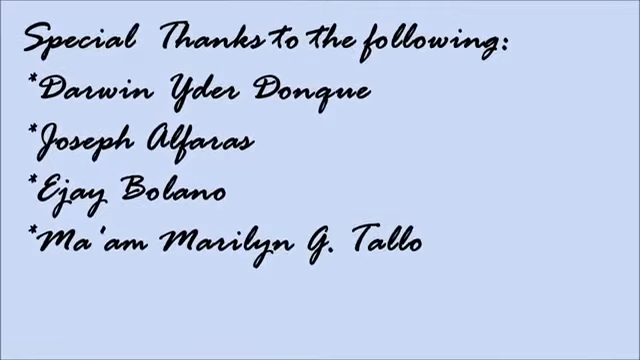 Special Thanks to the following:
*Darwin Yder Donque
*Joseph Alfaras
*Ejay Bolano
*Ma'am Marilyn G. Tallo